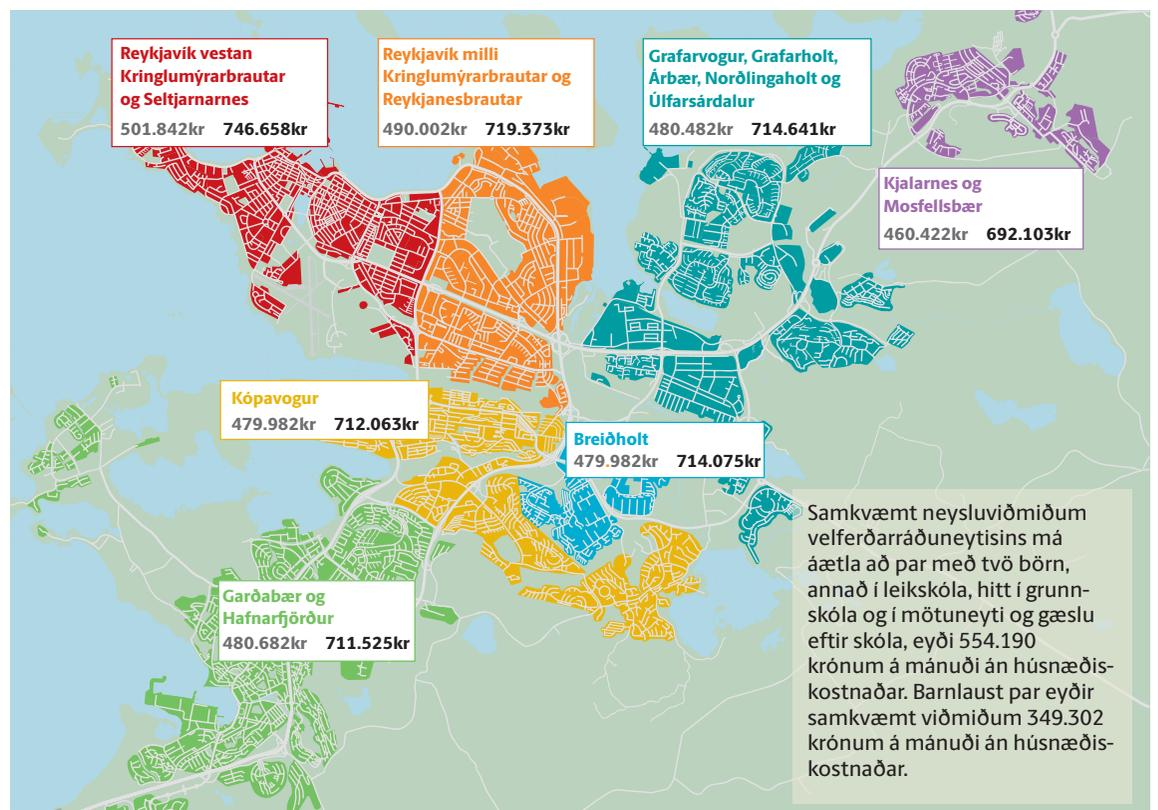 Reykjavík vestan
Kringlumýrarbrautar
og Seltjarnarnes
501.842kr 746.658kr
Reykjavík milli
Kringlumýrarbrautar og
Reykjanesbrautar
490.002kr 719.373kr
Grafarvogur, Grafarholt,
Árbær, Norðlingaholt og
Úlfarsárdalur
480.482kr 714.641kr
Kjalarnes og
Mosfellsbær
460.422kr 692.103kr
Kópavogur
479.982kr 712.063kr
Breiðholt
479.982kr 714.075kr
Garðabær og
Hafnarfjörður
480.682kr 711.525kr
Samkvæmt neysluviðmiðum
velferðarráðuneytisins má
áætla að par með tvö börn,
annað í leikskóla, hitt í grunn-
skóla og í mötuneyti og gæslu
eftir skóla, eyði 554.190
krónum á mánuði án húsnæðis-
kostnaðar. Barnlaust par eyðir
samkvæmt viðmiðum 349.302
krónum á mánuði án húsnæðis-
kostnaðar.